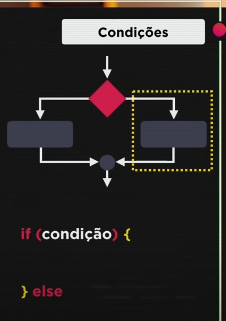 Condições
if (condição) {
} else